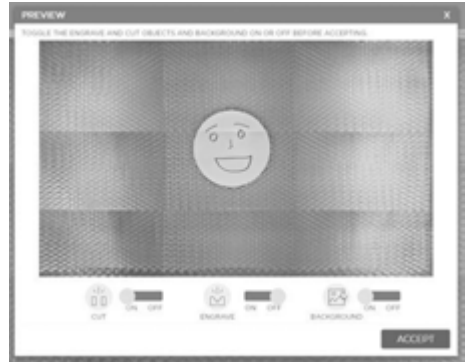 PREVIEW X
TOGGLE THE ENGRAVE AND CUT OBJECTS AND BACKGROUND ON OR OFF BEFORE ACCEPTING.
ON OFF ON OFF ON OFF
CUT ENGRAVE BACKGROUND
ACCEPT